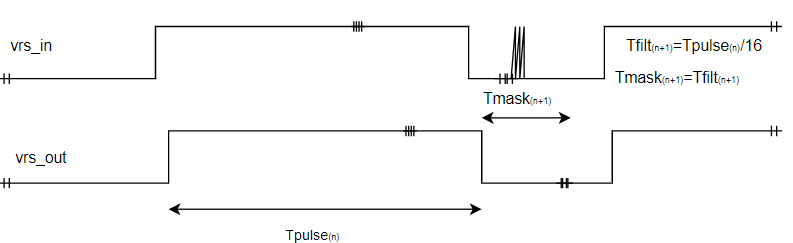 vrs_in
Tfilt(n+1)=Tpulse(n)/16
Tmask(n+1)=Tfilt(n+1)
Tmask(n+1)
vrs_out
Tpulse(n)